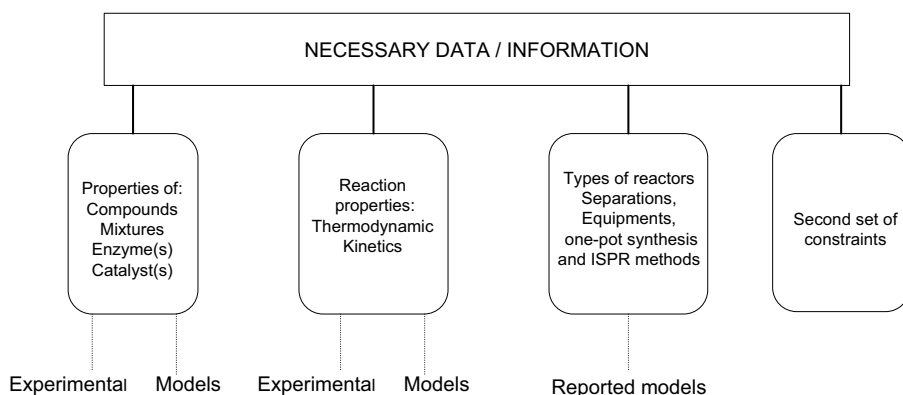 NECESSARY DATA / INFORMATION
Properties of:
Compounds
Mixtures
Enzyme(s)
Catalyst(s)
Reaction
properties:
Thermodynamic
Kinetics
Types of reactors
Separations,
Equipments,
one-pot synthesis
and ISPR methods
Second set of
constraints
Experimental
Models
Experimental
Models
Reported models